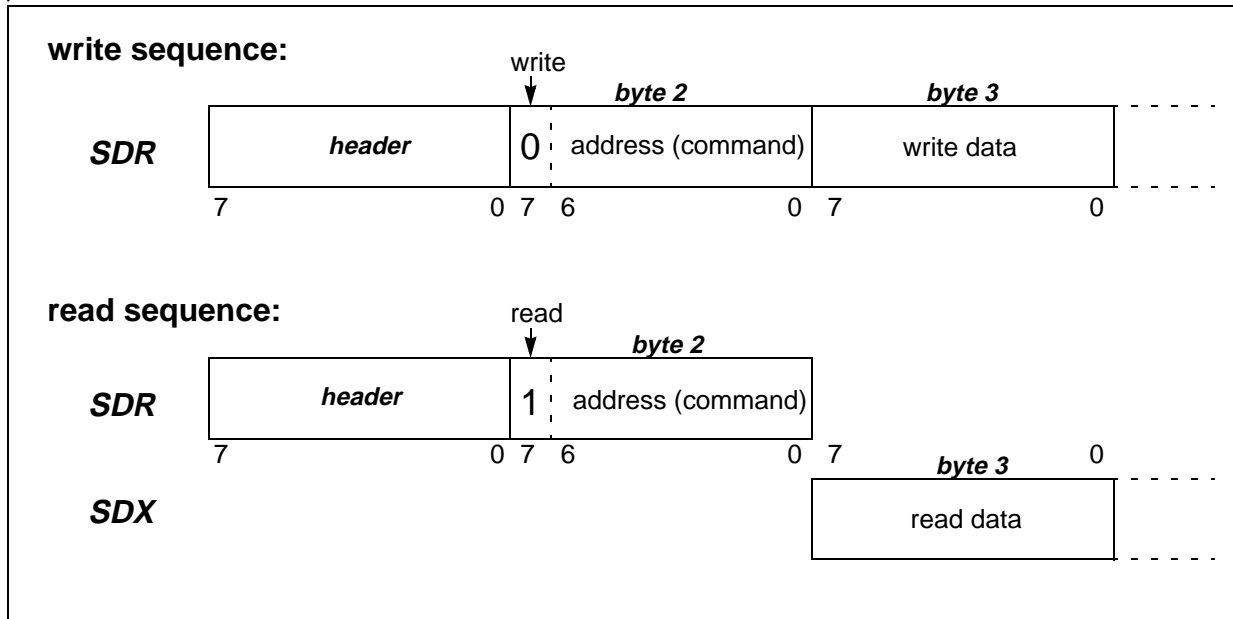 write sequence:
write
byte 2 byte 3
SDR header 0 address (command) write data
7 0 7 6 0 7 0
read sequence:
read
byte 2
SDR header 1 address (command)
7 0 7 6 0 7 byte 3 0
SDX read data